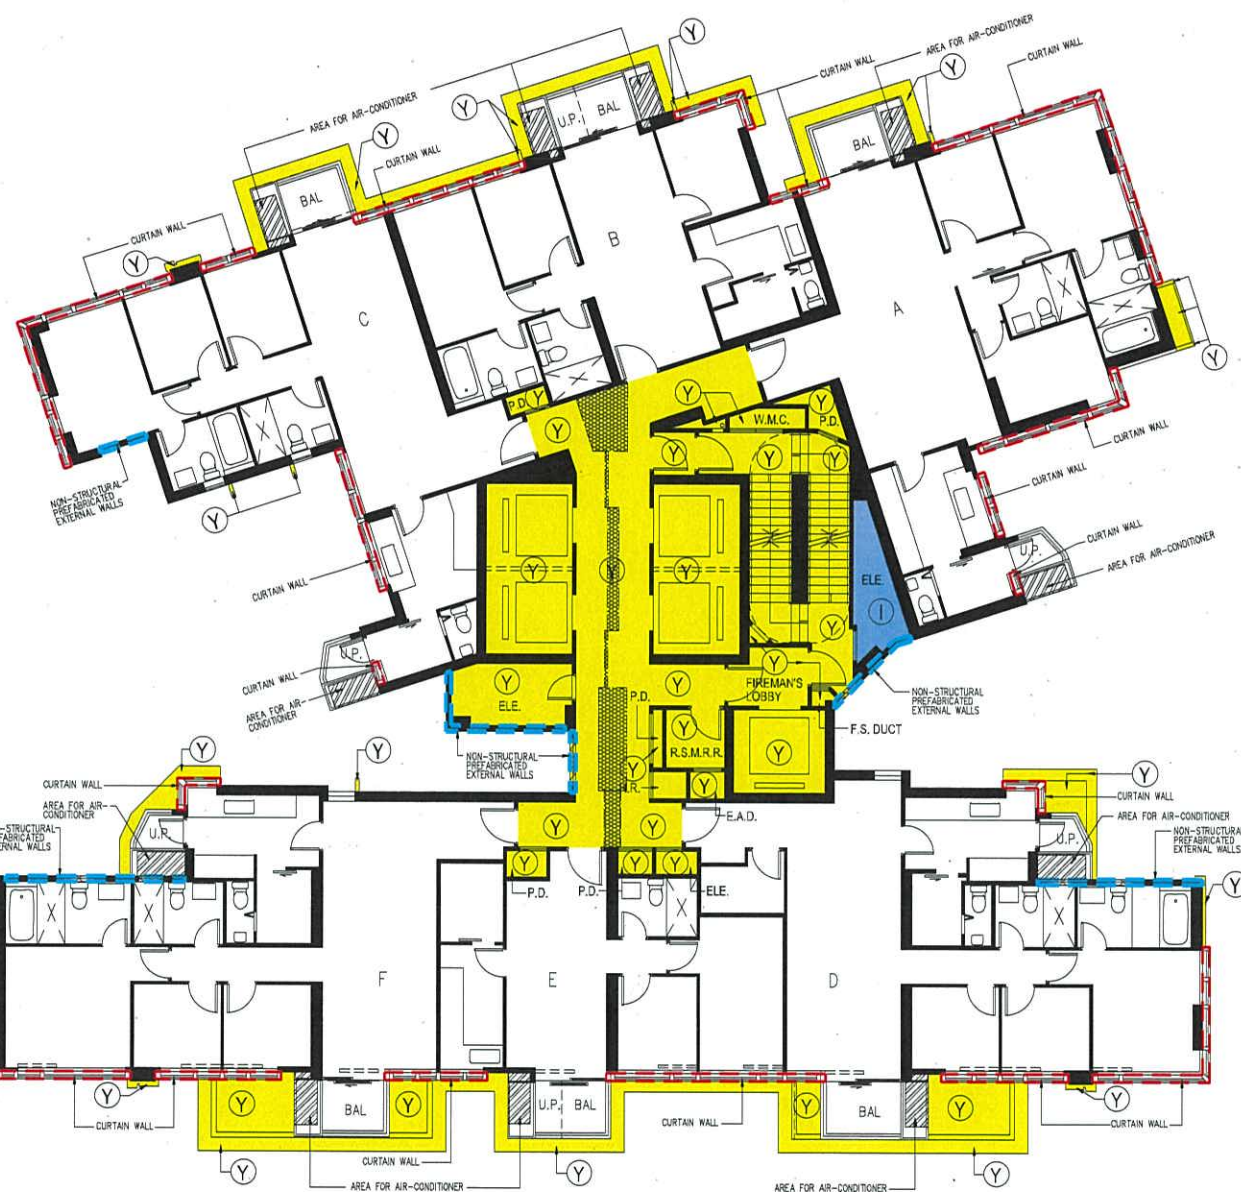 Y
CURTAIN WALL
AREA FOR AIR-CONDITIONER
Y
CURTAIN WALL
AREA FOR AIR-CONDITIONER
Y
U.P.
BAL
Y
CURTAIN WALL
BAL
BAL
CURTAIN WALL
Y
B
A
C
Y
P.D.
Y
Y
Y
W.M.C.
Y
P.D.
Y
CURTAIN WALL
NON-STRUCTURAL
PREFABRICATED
EXTERNAL WALLS
Y
Y
Y
Y
CURTAIN WALL
CURTAIN WALL
U.P.
AREA FOR AIR-CONDITIONER
Y
Y
Y
ELE.
I
CURTAIN WALL
U.P.
CURTAIN WALL
AREA FOR AIR-
CONDITIONER
Y
ELE.
Y
Y
Y
FIREMAN'S
LOBBY
NON-STRUCTURAL
PREFABRICATED
EXTERNAL WALLS
P.D.
F.S. DUCT
Y
R.S.M.R.R.
Y
Y
NON-STRUCTURAL
PREFABRICATED
EXTERNAL WALLS
Y
Y
Y
CURTAIN WALL
AREA FOR AIR-
CONDITIONER
U.P.
Y
Y
Y
E.A.D.
Y
CURTAIN WALL
AREA FOR AIR-CONDITIONER
U.P.
NON-STRUCTURAL
PREFABRICATED
EXTERNAL WALLS
Y
Y
Y
Y
P.D.
P.D.
ELE.
F
E
D
Y
Y
BAL
Y
U.P.
BAL
Y
BAL
Y
Y
CURTAIN WALL
Y
CURTAIN WALL
Y
CURTAIN WALL
Y
CURTAIN WALL
AREA FOR AIR-CONDITIONER
AREA FOR AIR-CONDITIONER